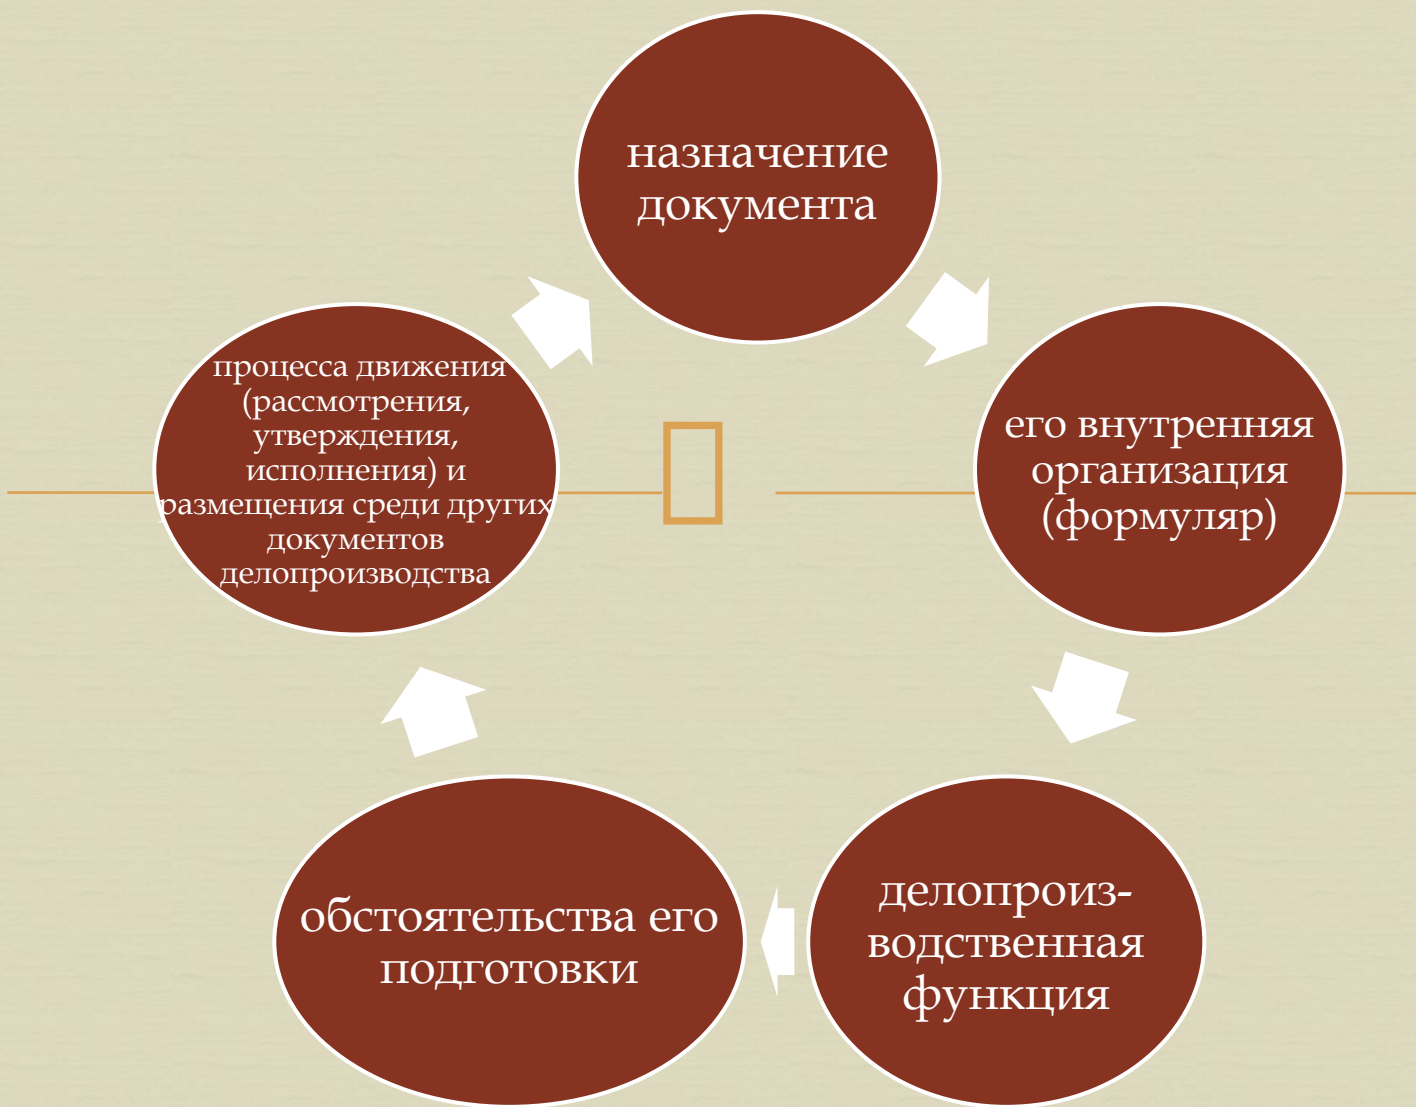 назначение
документа
его внутренняя
организация
(формуляр)
делопроиз-
водственная
функция
обстоятельства его
подготовки
процесса движения
(рассмотрения,
утверждения,
исполнения) и
размещения среди других
документов
делопроизводства